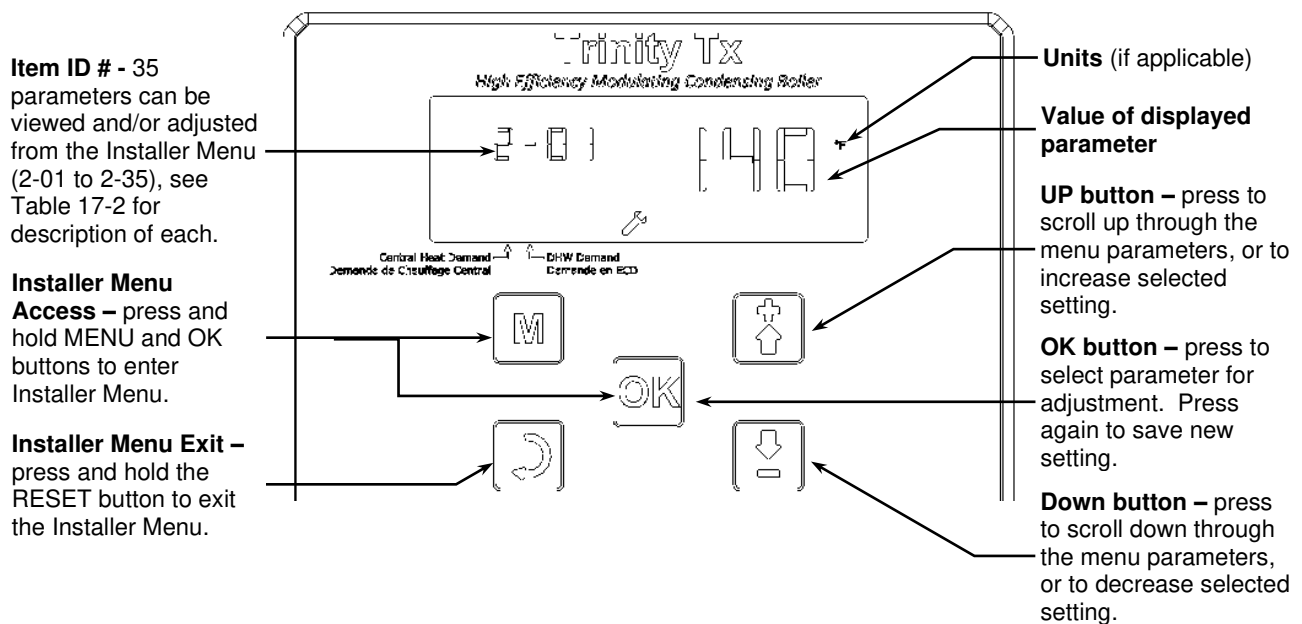 Item ID # - 35
parameters can be
viewed and/or adjusted
from the Installer Menu
(2-01 to 2-35), see
Table 17-2 for
description of each.
Installer Menu
Access – press and
hold MENU and OK
buttons to enter
Installer Menu.
Installer Menu Exit –
press and hold the
RESET button to exit
the Installer Menu.
Trinity Tx
High Efficiency Modulating Condensing Boiler
2-01
140 °F
Central Heat Demand
Demande de Chauffage Central
DHW Demand
Demande en ECD
M
OK
Units (if applicable)
Value of displayed
parameter
UP button – press to
scroll up through the
menu parameters, or to
increase selected
setting.
OK button – press to
select parameter for
adjustment. Press
again to save new
setting.
Down button – press
to scroll down through
the menu parameters,
or to decrease selected
setting.